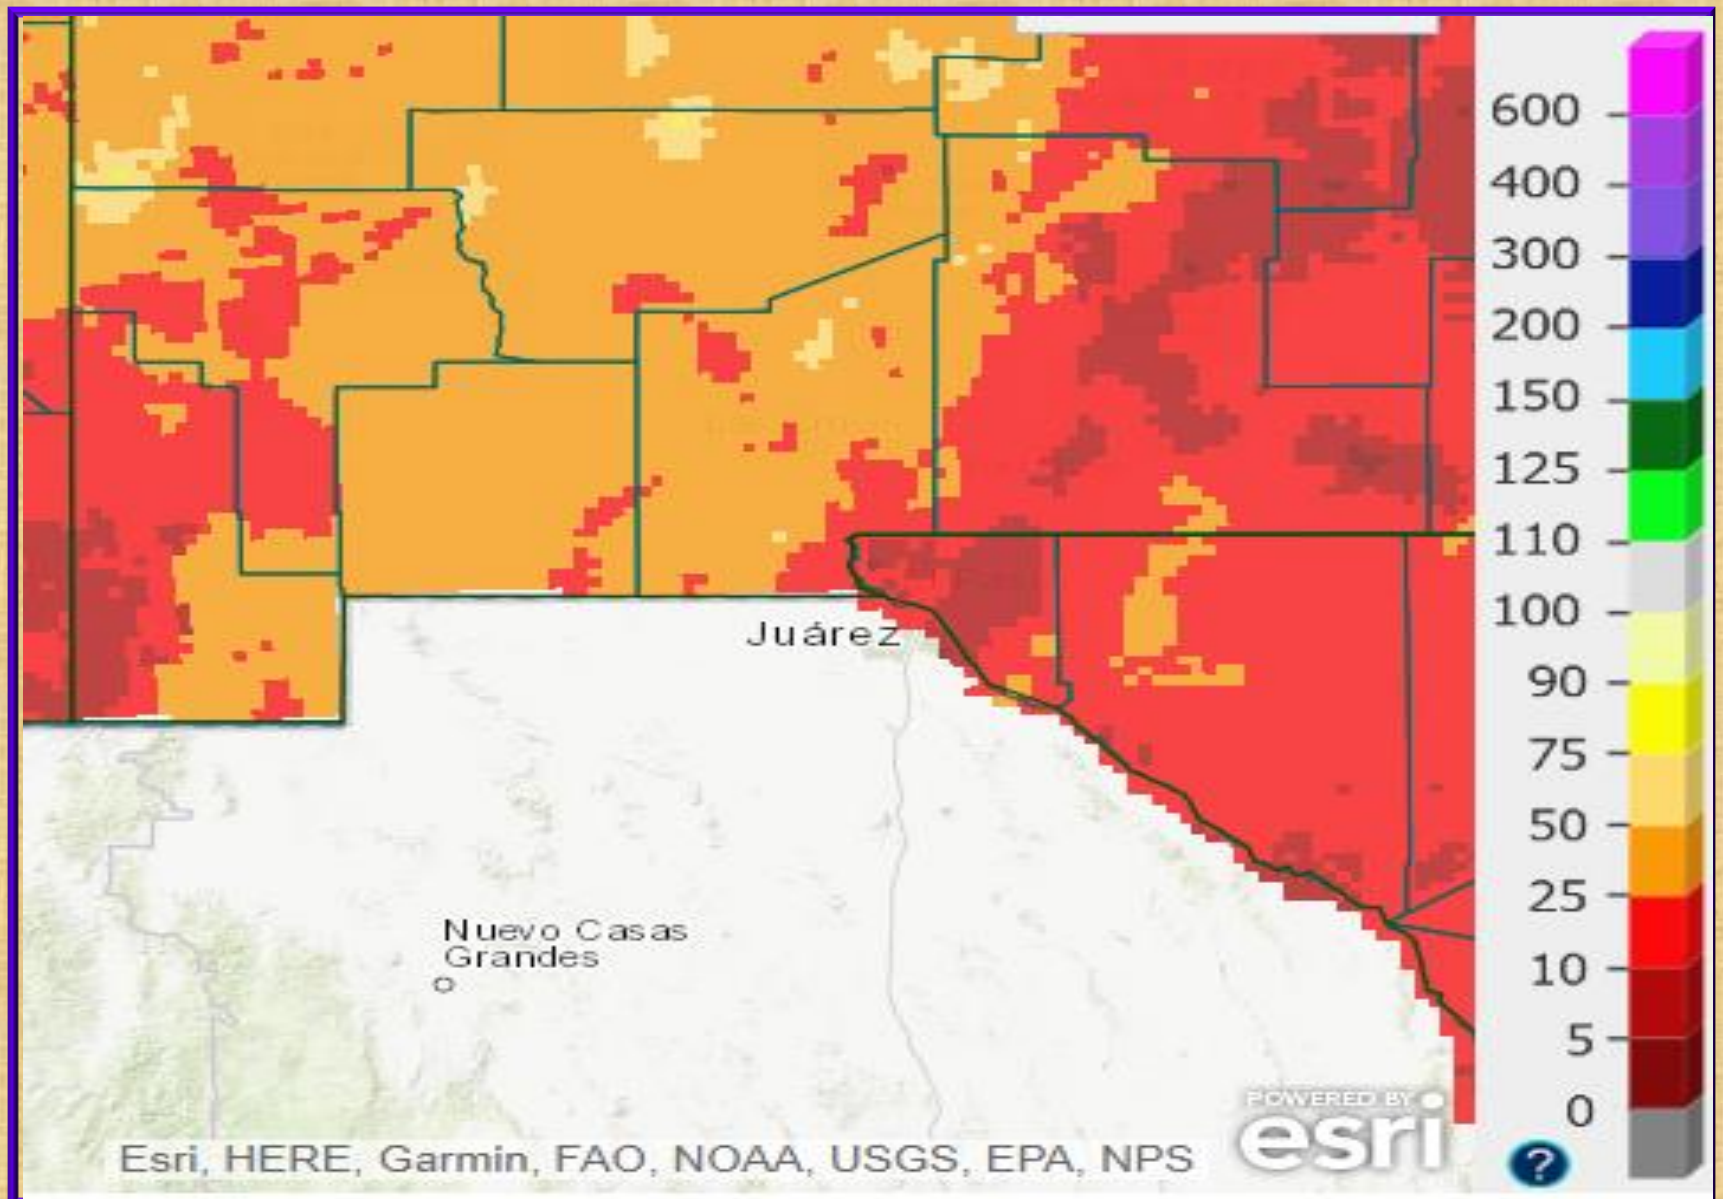 600
400
300
200
150
125
110
100
90
75
50
25
10
5
0
Juárez
Nuevo Casas
Grandes
POWERED BY
esri
Esri, HERE, Garmin, FAO, NOAA, USGS, EPA, NPS
?